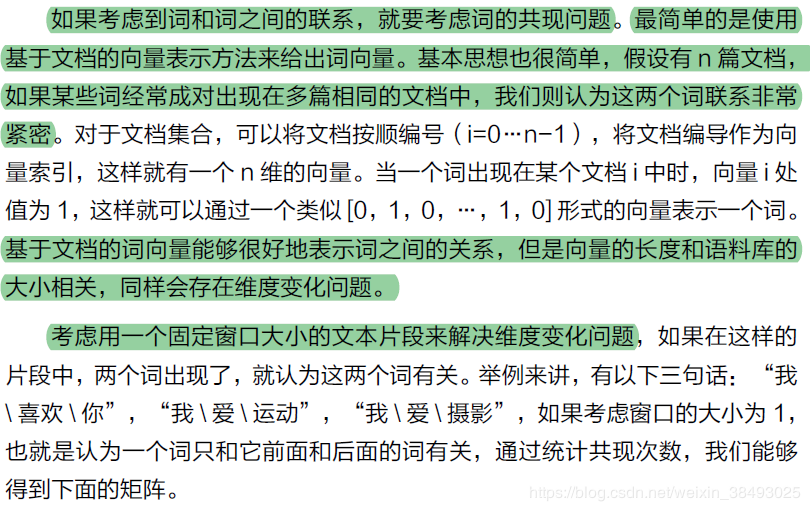 如果考虑到词和词之间的联系，就要考虑词的共现问题。最简单的是使用
基于文档的向量表示方法来给出词向量。基本思想也很简单，假设有 n 篇文档，
如果某些词经常成对出现在多篇相同的文档中，我们则认为这两个词联系非常
紧密。对于文档集合，可以将文档按顺编号（i=0…n−1），将文档编导作为向
量索引，这样就有一个 n 维的向量。当一个词出现在某个文档 i 中时，向量 i 处
值为 1，这样就可以通过一个类似 [0，1，0，…，1，0] 形式的向量表示一个词。
基于文档的词向量能够很好地表示词之间的关系，但是向量的长度和语料库的
大小相关，同样会存在维度变化问题。
考虑用一个固定窗口大小的文本片段来解决维度变化问题，如果在这样的
片段中，两个词出现了，就认为这两个词有关。举例来讲，有以下三句话：“我
\ 喜欢 \ 你”，“我 \ 爱 \ 运动”，“我 \ 爱 \ 摄影”，如果考虑窗口的大小为 1，
也就是认为一个词只和它前面和后面的词有关，通过统计共现次数，我们能够
得到下面的矩阵。
https://blog.csdn.net/weixin_38493025